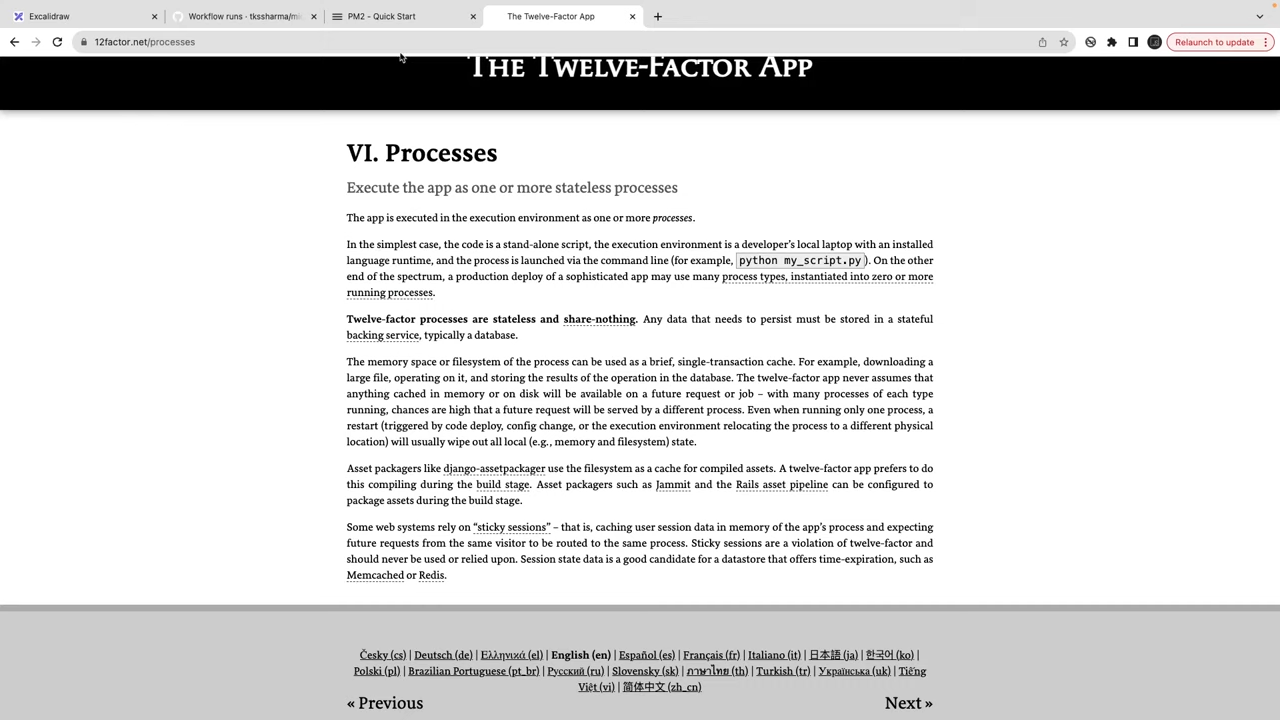 Excalidraw
Workflow runs · tkssharma/mi
PM2 - Quick Start
The Twelve-Factor App
12factor.net/processes
Relaunch to update
The Twelve-Factor App
VI. Processes
Execute the app as one or more stateless processes
The app is executed in the execution environment as one or more processes.
In the simplest case, the code is a stand-alone script, the execution environment is a developer’s local laptop with an installed
language runtime, and the process is launched via the command line (for example, python my_script.py). On the other
end of the spectrum, a production deploy of a sophisticated app may use many process types, instantiated into zero or more
running processes.
Twelve-factor processes are stateless and share-nothing. Any data that needs to persist must be stored in a stateful
backing service, typically a database.
The memory space or filesystem of the process can be used as a brief, single-transaction cache. For example, downloading a
large file, operating on it, and storing the results of the operation in the database. The twelve-factor app never assumes that
anything cached in memory or on disk will be available on a future request or job – with many processes of each type
running, chances are high that a future request will be served by a different process. Even when running only one process, a
restart (triggered by code deploy, config change, or the execution environment relocating the process to a different physical
location) will usually wipe out all local (e.g., memory and filesystem) state.
Asset packagers like django-assetpackager use the filesystem as a cache for compiled assets. A twelve-factor app prefers to do
this compiling during the build stage. Asset packagers such as Jammit and the Rails asset pipeline can be configured to
package assets during the build stage.
Some web systems rely on “sticky sessions” – that is, caching user session data in memory of the app’s process and expecting
future requests from the same visitor to be routed to the same process. Sticky sessions are a violation of twelve-factor and
should never be used or relied upon. Session state data is a good candidate for a datastore that offers time-expiration, such as
Memcached or Redis.
Česky (cs) | Deutsch (de) | Ελληνικά (el) | English (en) | Español (es) | Français (fr) | Italiano (it) | 日本語 (ja) | 한국어 (ko) |
Polski (pl) | Brazilian Portuguese (pt_br) | Русский (ru) | Slovensky (sk) | ภาษาไทย (th) | Turkish (tr) | Українська (uk) | Tiếng
Việt (vi) | 简体中文 (zh_cn)
« Previous
Next »